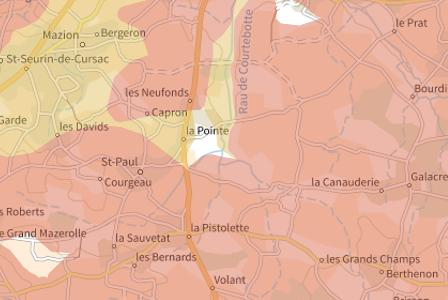 le Prat
Bergeron
Mazion
St-Seurin-de-Cursac
Rau de Courtebotte
les Neufonds
Bourdi
Capron
Garde
les Davids
la Pointe
St-Paul
Galacre
Courgeau
la Canauderie
s Roberts
e Grand Mazerolle
la Pistolette
la Sauvetat
les Bernards
les Grands Champs
Berthenon
Volant